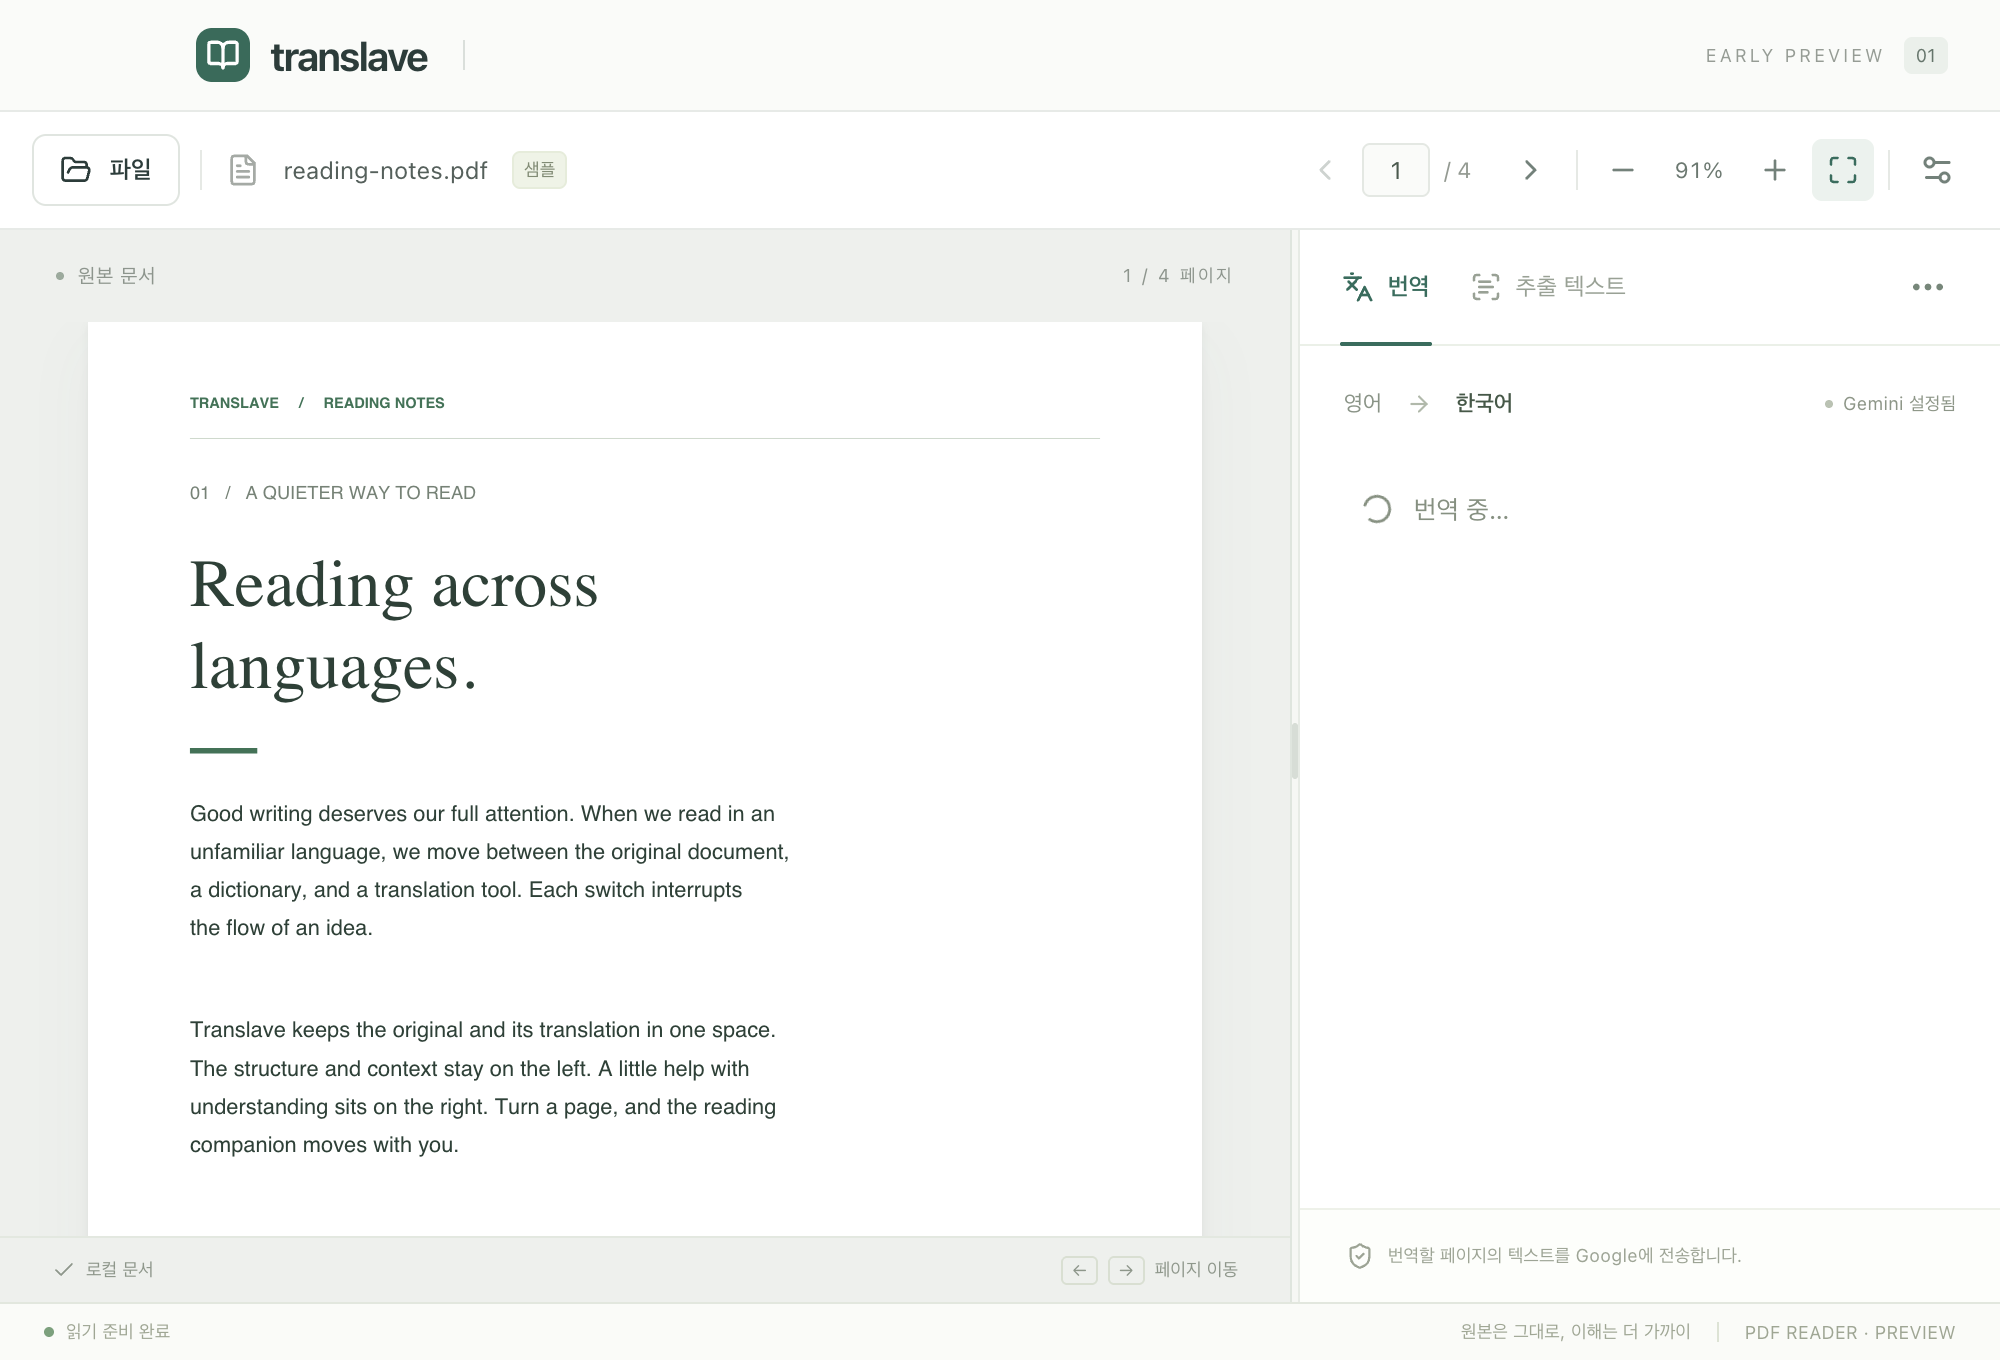 translave
EARLY PREVIEW 01
파일
reading-notes.pdf
샘플
1 / 4
91%
원본 문서
1 / 4 페이지
TRANSLAVE / READING NOTES
01 / A QUIETER WAY TO READ
Reading across
languages.
Good writing deserves our full attention. When we read in an
unfamiliar language, we move between the original document,
a dictionary, and a translation tool. Each switch interrupts
the flow of an idea.
Translave keeps the original and its translation in one space.
The structure and context stay on the left. A little help with
understanding sits on the right. Turn a page, and the reading
companion moves with you.
로컬 문서
← → 페이지 이동
번역
추출 텍스트
영어 → 한국어
Gemini 설정됨
번역 중...
번역할 페이지의 텍스트를 Google에 전송합니다.
읽기 준비 완료
원본은 그대로, 이해는 더 가까이
PDF READER · PREVIEW